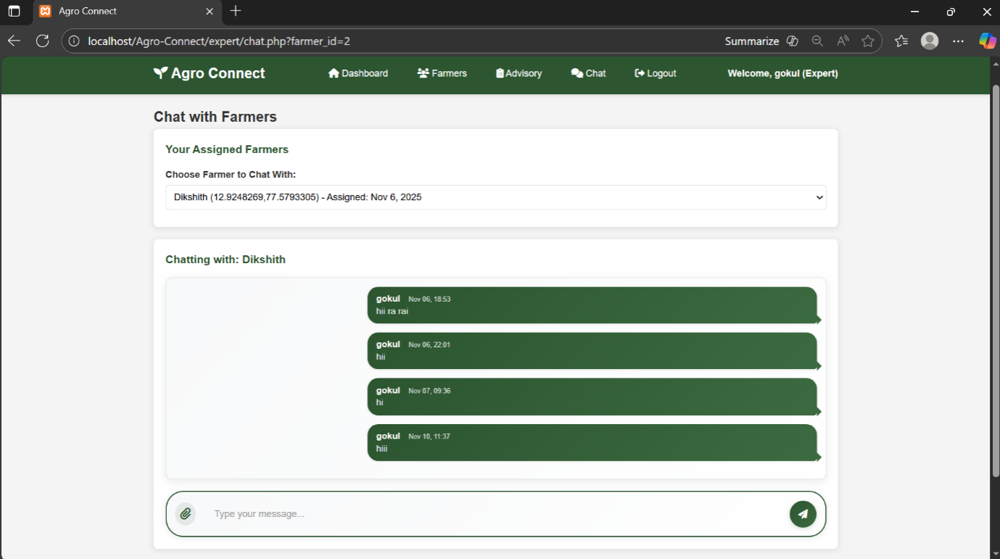 Agro Connect
localhost/Agro-Connect/expert/chat.php?farmer_id=2
Summarize
Agro Connect
Dashboard
Farmers
Advisory
Chat
Logout
Welcome, gokul (Expert)
Chat with Farmers
Your Assigned Farmers
Choose Farmer to Chat With:
Dikshith (12.9248269,77.5793305) - Assigned: Nov 6, 2025
Chatting with: Dikshith
gokul Nov 06, 18:53
hii ra rai
gokul Nov 06, 22:01
hii
gokul Nov 07, 09:36
hi
gokul Nov 10, 11:37
hiii
Type your message...